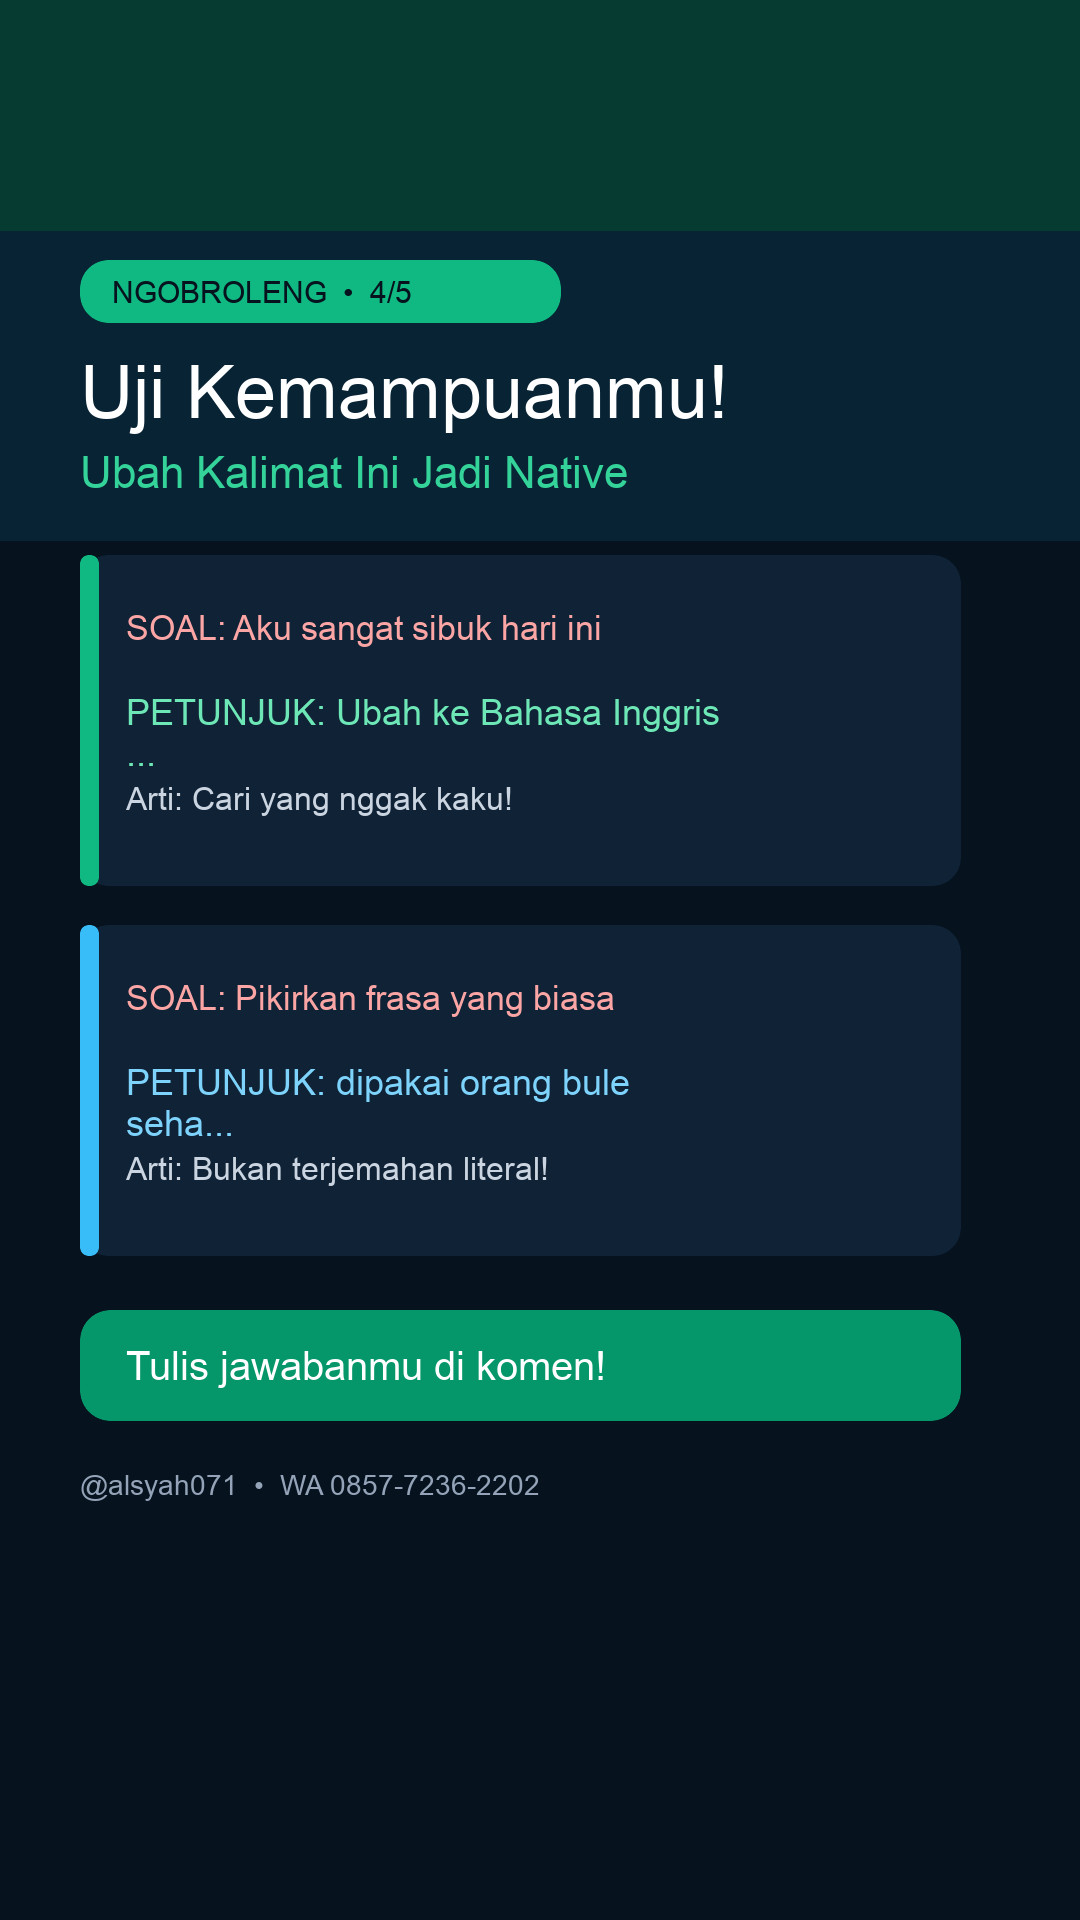 NGOBROLENG • 4/5
Uji Kemampuanmu!
Ubah Kalimat Ini Jadi Native
SOAL: Aku sangat sibuk hari ini
PETUNJUK: Ubah ke Bahasa Inggris
...
Arti: Cari yang nggak kaku!
SOAL: Pikirkan frasa yang biasa
PETUNJUK: dipakai orang bule
seha...
Arti: Bukan terjemahan literal!
Tulis jawabanmu di komen!
@alsyah071 • WA 0857-7236-2202